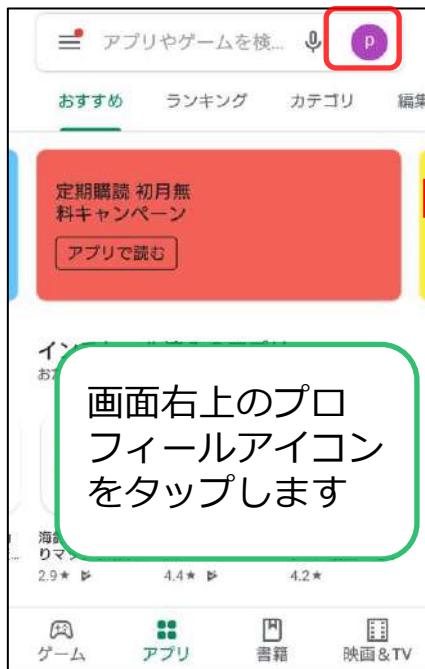 アプリやゲームを検... p
おすすめ ランキング カテゴリ 編集
定期購読 初月無
料キャンペーン
アプリで読む
画面右上のプロ
フィールアイコン
をタップします
2.9★ 4.4★ 4.2★
ゲーム アプリ 書籍 映画&TV